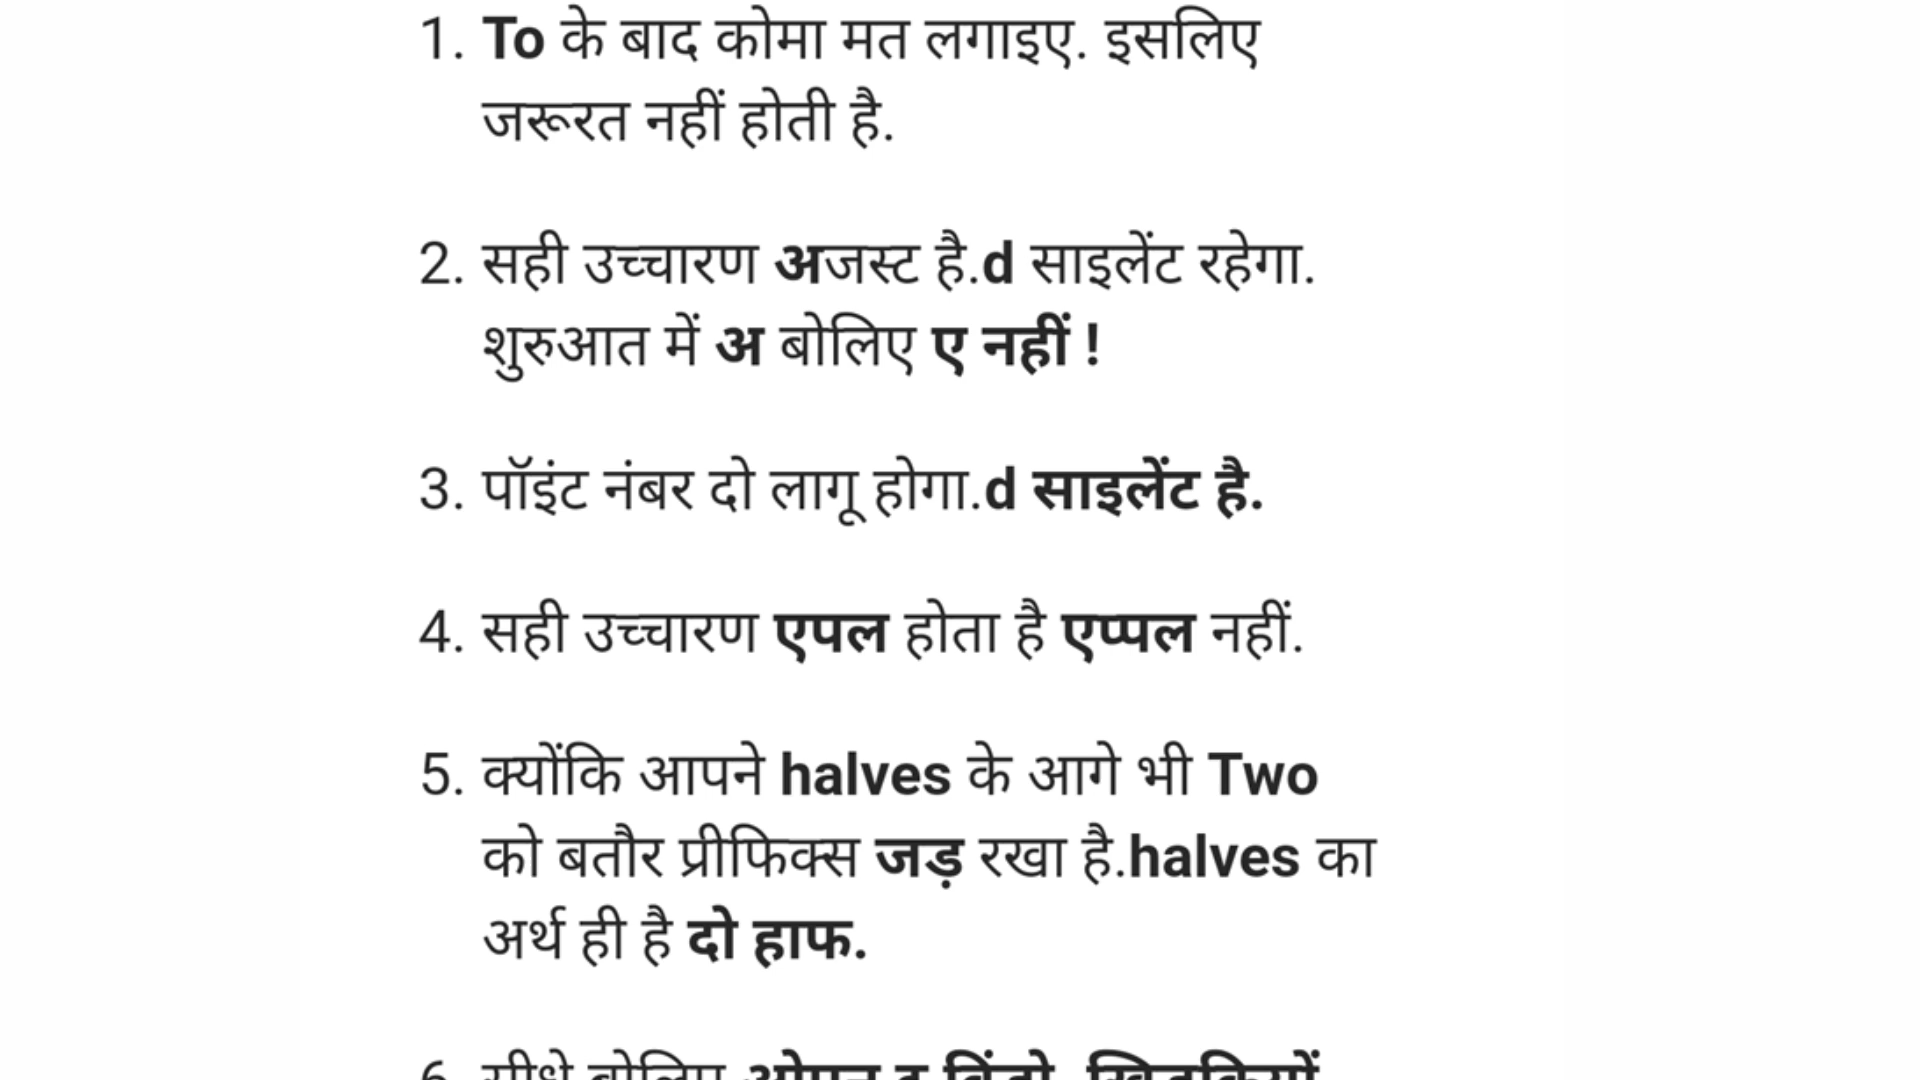 1. To के बाद कोमा मत लगाइए. इसलिए
जरूरत नहीं होती है.
2. सही उच्चारण अजस्ट है.d साइलेंट रहेगा.
शुरुआत में अ बोलिए ए नहीं !
3. पॉइंट नंबर दो लागू होगा.d साइलेंट है.
4. सही उच्चारण एपल होता है एप्पल नहीं.
5. क्योंकि आपने halves के आगे भी Two
को बतौर प्रीफिक्स जड़ रखा है.halves का
अर्थ ही है दो हाफ.
6. सीधे बोलिए ओपन द विंडो. खिड़कियों